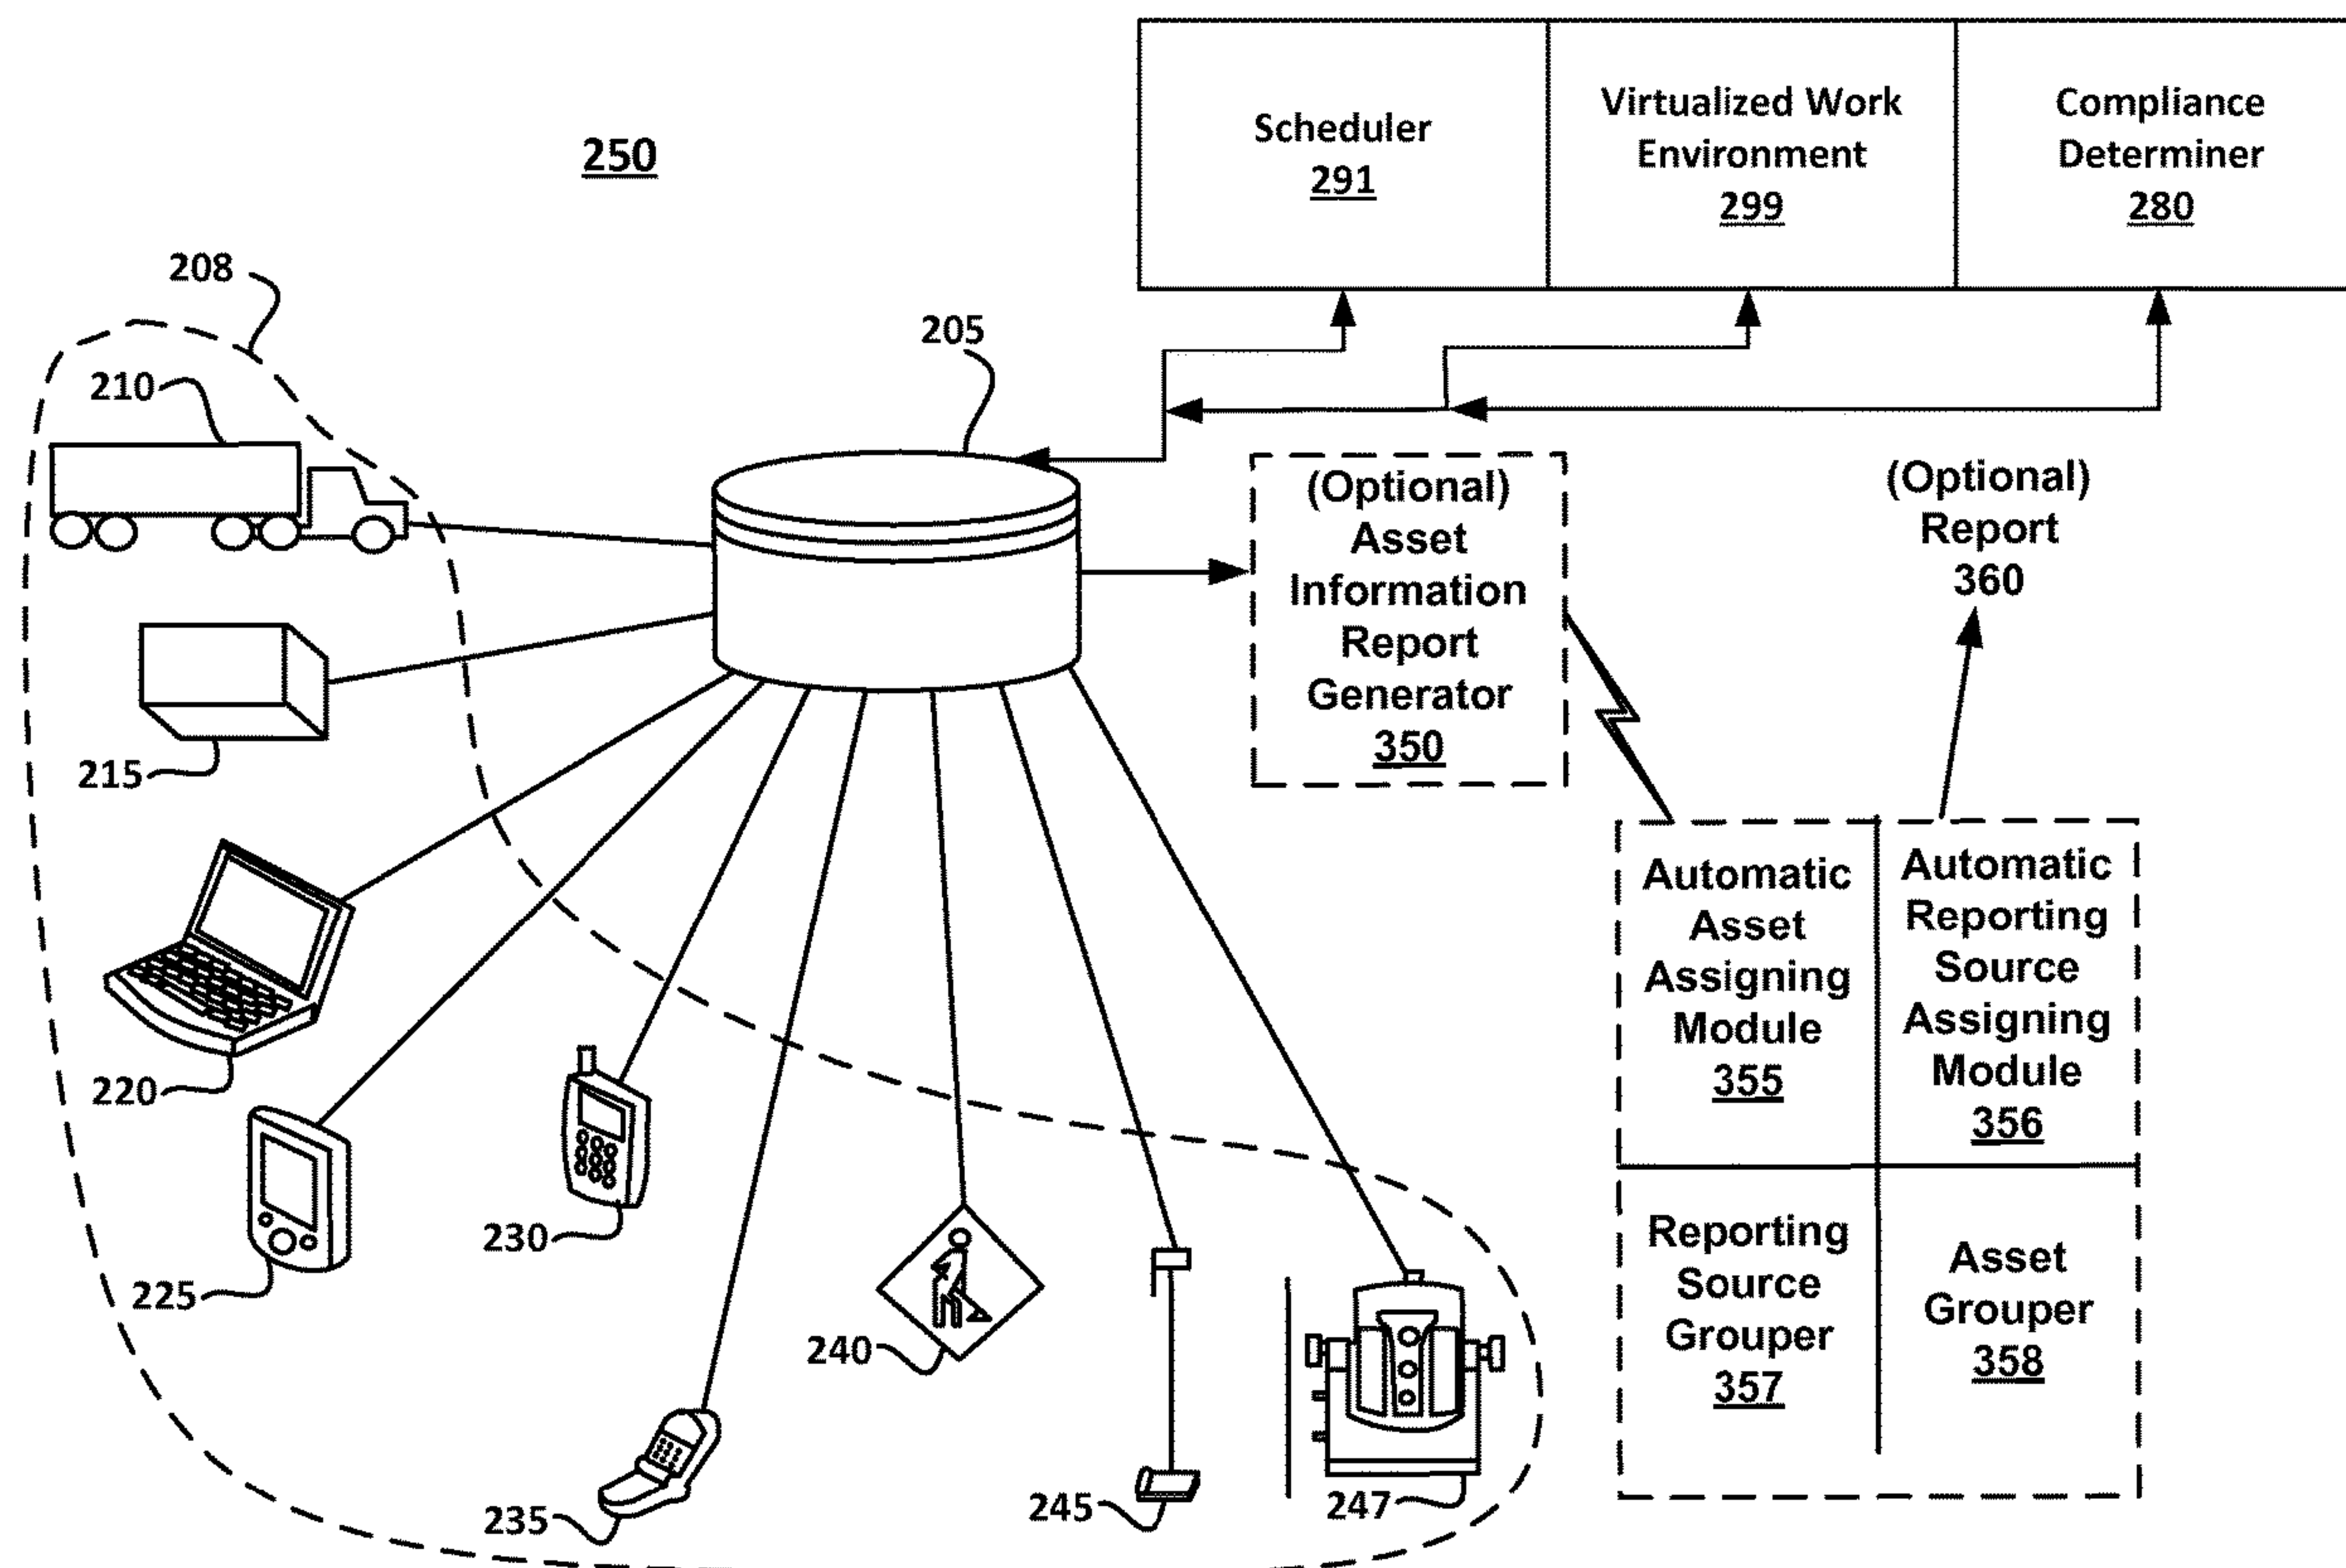 250
Scheduler
291
Virtualized Work
Environment
299
Compliance
Determiner
280
208
205
210
(Optional)
Asset
Information
Report
Generator
350
(Optional)
Report
360
215
220
225
230
235
240
245
247
Automatic
Asset
Assigning
Module
355
Automatic
Reporting
Source
Assigning
Module
356
Reporting
Source
Grouper
357
Asset
Grouper
358